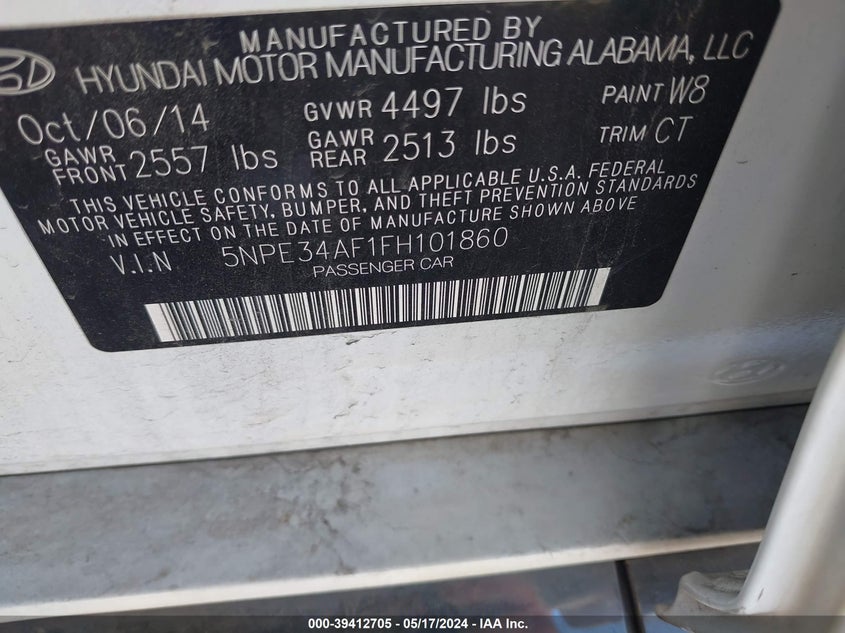 MANUFACTURED BY
HYUNDAI MOTOR MANUFACTURING ALABAMA, LLC
Oct/06/14 GVWR 4497 lbs PAINT W8
GAWR FRONT 2557 lbs GAWR REAR 2513 lbs TRIM CT
THIS VEHICLE CONFORMS TO ALL APPLICABLE U.S.A. FEDERAL
MOTOR VEHICLE SAFETY, BUMPER, AND THEFT PREVENTION STANDARDS
IN EFFECT ON THE DATE OF MANUFACTURE SHOWN ABOVE
V.I.N 5NPE34AF1FH101860
PASSENGER CAR
000-39412705 - 05/17/2024 - IAA Inc.